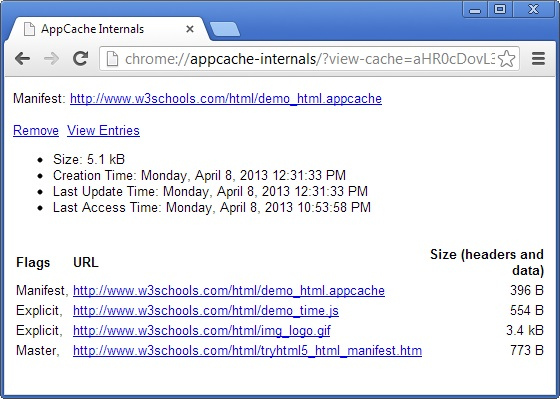 AppCache Internals
chrome://appcache-internals/?view-cache=aHR0cDovL3
Manifest: http://www.w3schools.com/html/demo_html.appcache
Remove View Entries
• Size: 5.1 kB
• Creation Time: Monday, April 8, 2013 12:31:33 PM
• Last Update Time: Monday, April 8, 2013 12:31:33 PM
• Last Access Time: Monday, April 8, 2013 10:53:58 PM
Flags URL Size (headers and
data)
Manifest, http://www.w3schools.com/html/demo_html.appcache 396 B
Explicit, http://www.w3schools.com/html/demo_time.js 554 B
Explicit, http://www.w3schools.com/html/img_logo.gif 3.4 kB
Master, http://www.w3schools.com/html/tryhtml5_html_manifest.htm 773 B